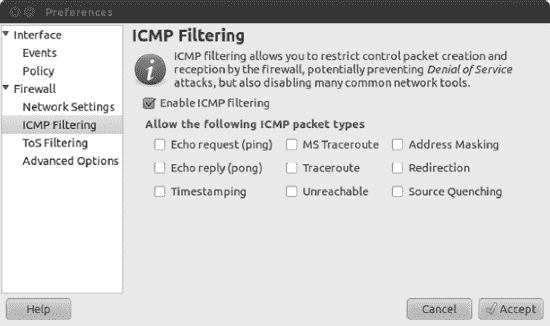 Preferences
Interface
Events
Policy
Firewall
Network Settings
ICMP Filtering
ToS Filtering
Advanced Options
ICMP Filtering
ICMP filtering allows you to restrict control packet creation and
reception by the firewall, potentially preventing Denial of Service
attacks, but also disabling many common network tools.
Enable ICMP filtering
Allow the following ICMP packet types
Echo request (ping) MS Traceroute Address Masking
Echo reply (pong) Traceroute Redirection
Timestamping Unreachable Source Quenching
Help Cancel Accept